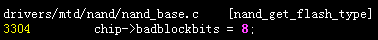 drivers/mtd/nand/nand_base.c [nand_get_flash_type]
3304 chip->badblockbits = 8;